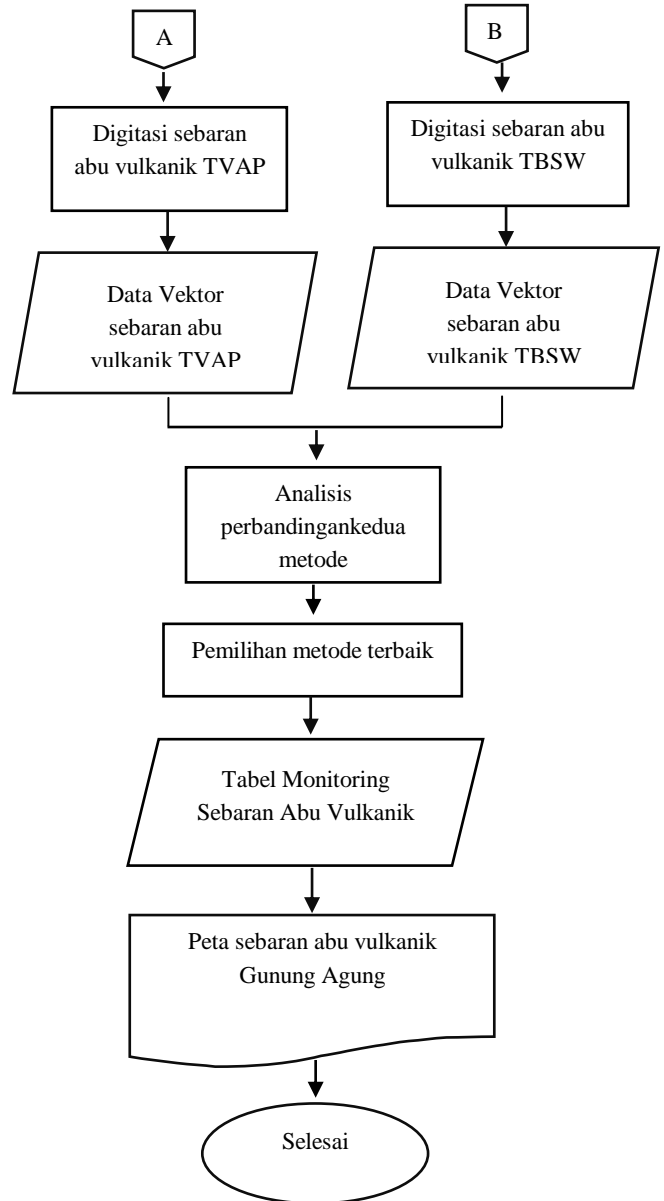 A
B
Digitasi sebaran
abu vulkanik TVAP
Digitasi sebaran abu
vulkanik TBSW
Data Vektor
sebaran abu
vulkanik TVAP
Data Vektor
sebaran abu
vulkanik TBSW
Analisis
perbandingankedua
metode
Pemilihan metode terbaik
Tabel Monitoring
Sebaran Abu Vulkanik
Peta sebaran abu vulkanik
Gunung Agung
Selesai